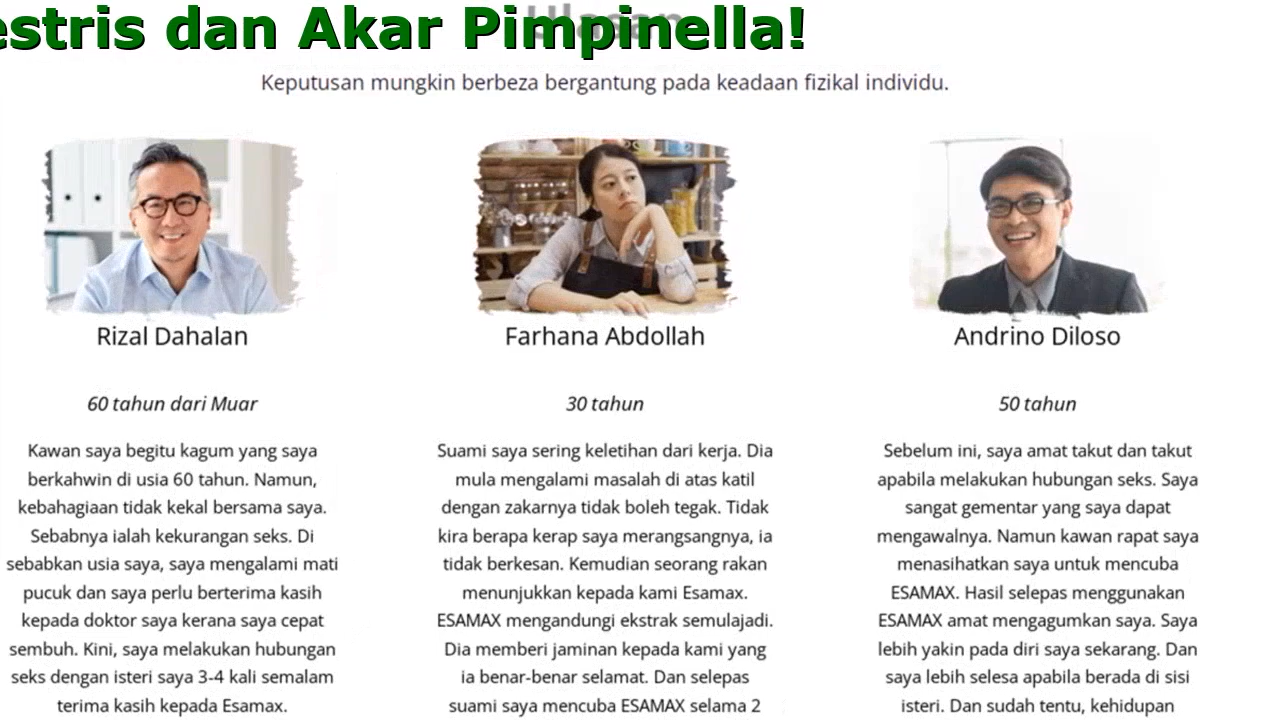 estris dan Akar Pimpinella!
Ulasan
Keputusan mungkin berbeza bergantung pada keadaan fizikal individu.
Rizal Dahalan
60 tahun dari Muar
Kawan saya begitu kagum yang saya
berkahwin di usia 60 tahun. Namun,
kebahagiaan tidak kekal bersama saya.
Sebabnya ialah kekurangan seks. Di
sebabkan usia saya, saya mengalami mati
pucuk dan saya perlu berterima kasih
kepada doktor saya kerana saya cepat
sembuh. Kini, saya melakukan hubungan
seks dengan isteri saya 3-4 kali semalam
terima kasih kepada Esamax.
Farhana Abdollah
30 tahun
Suami saya sering keletihan dari kerja. Dia
mula mengalami masalah di atas katil
dengan zakarnya tidak boleh tegak. Tidak
kira berapa kerap saya merangsangnya, ia
tidak berkesan. Kemudian seorang rakan
menunjukkan kepada kami Esamax.
ESAMAX mengandungi ekstrak semulajadi.
Dia memberi jaminan kepada kami yang
ia benar-benar selamat. Dan selepas
suami saya mencuba ESAMAX selama 2
Andrino Diloso
50 tahun
Sebelum ini, saya amat takut dan takut
apabila melakukan hubungan seks. Saya
sangat gementar yang saya dapat
mengawalnya. Namun kawan rapat saya
menasihatkan saya untuk mencuba
ESAMAX. Hasil selepas menggunakan
ESAMAX amat mengagumkan saya. Saya
lebih yakin pada diri saya sekarang. Dan
saya lebih selesa apabila berada di sisi
isteri. Dan sudah tentu, kehidupan